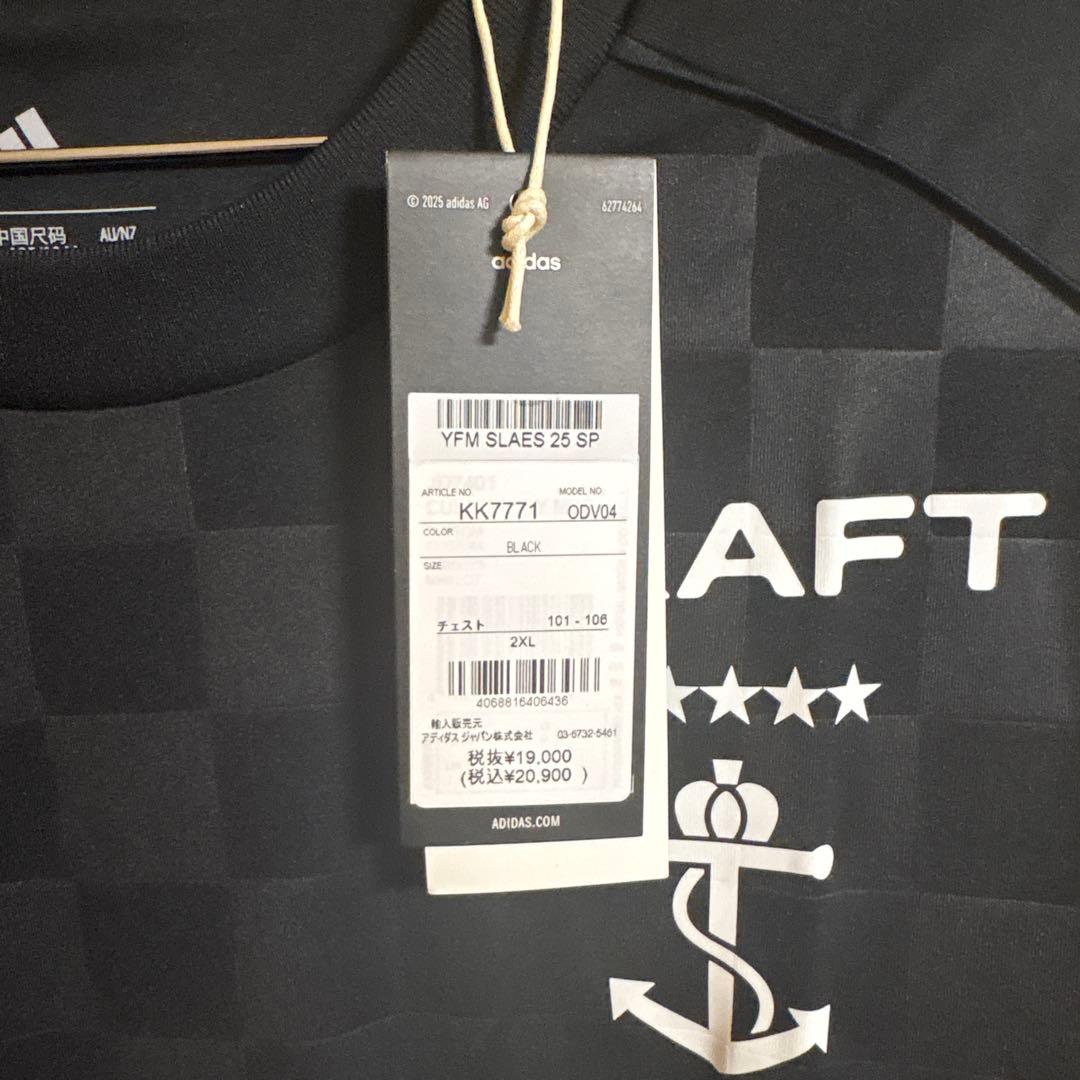 © 2025 adidas AG
62774264
adidas
中国尺码 AU/NZ
YFM SLAES 25 SP
ARTICLE NO. MODEL NO.
KK7771 ODV04
COLOR
BLACK
SIZE
チェスト 101 - 106
2XL
4068816406436
輸入販売元
アディダス ジャパン株式会社 03-6732-5461
税抜¥19,000
(税込¥20,900 )
ADIDAS.COM
AFT